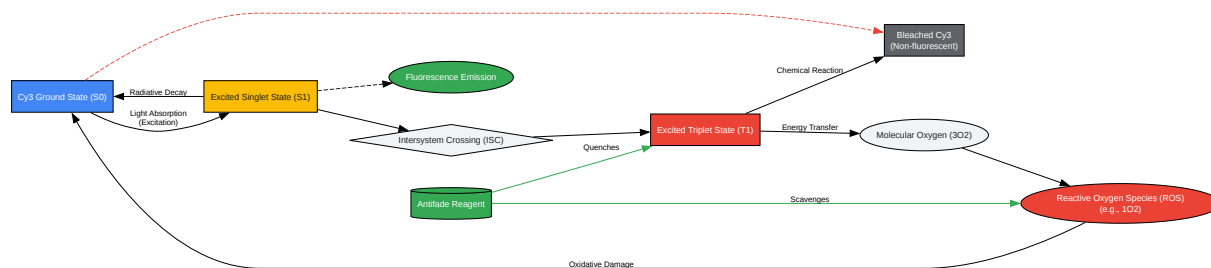 Bleached Cy3
(Non-fluorescent)
Chemical Reaction
Fluorescence Emission
Cy3 Ground State (S0)
Radiative Decay
Excited Singlet State (S1)
Light Absorption
(Excitation)
Intersystem Crossing (ISC)
Excited Triplet State (T1)
Energy Transfer
Molecular Oxygen (3O2)
Quenches
Antifade Reagent
Scavenges
Reactive Oxygen Species (ROS)
(e.g., 1O2)
Oxidative Damage